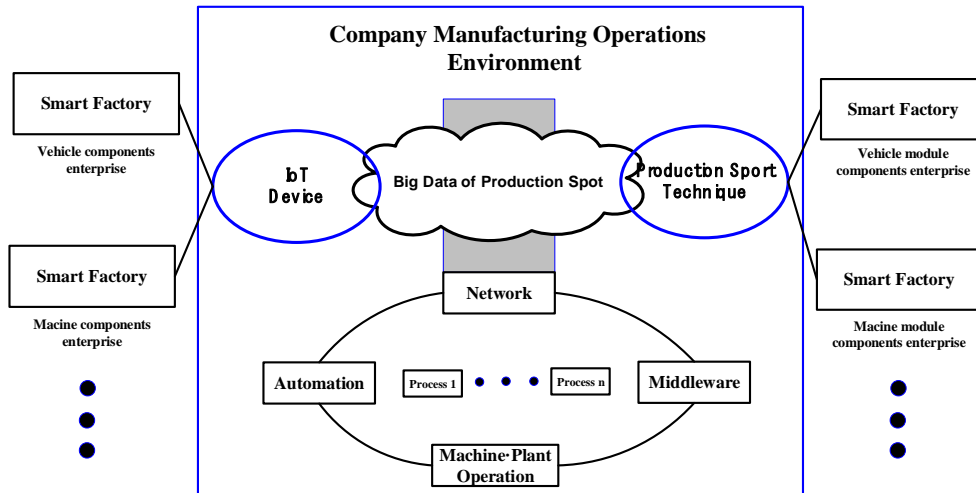 Company Manufacturing Operations
Environment
Smart Factory
Vehicle components
enterprise
Smart Factory
Macine components
enterprise
IoT
Device
Big Data of Production Spot
Production Sport
Technique
Smart Factory
Vehicle module
components enterprise
Smart Factory
Macine module
components enterprise
Network
Automation
Process 1
Process n
Middleware
Machine·Plant
Operation